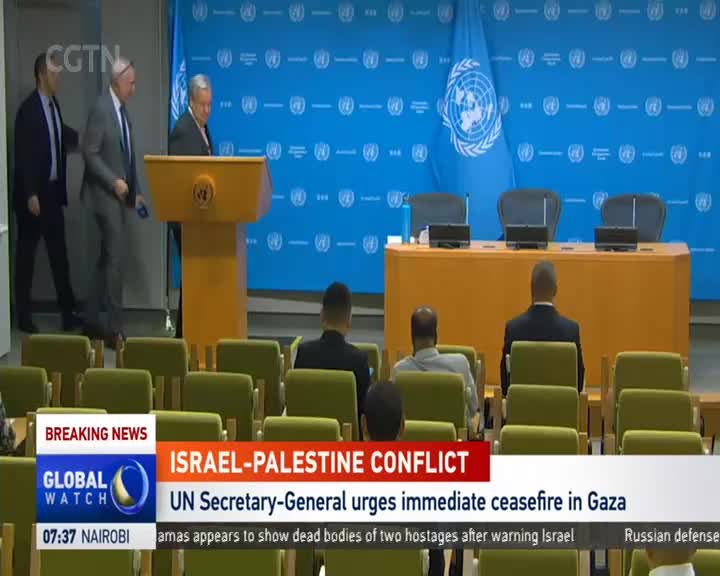 CGTN
BREAKING NEWS
ISRAEL-PALESTINE CONFLICT
GLOBAL
WATCH
UN Secretary-General urges immediate ceasefire in Gaza
07:37 NAIROBI
amas appears to show dead bodies of two hostages after warning Israel Russian defense